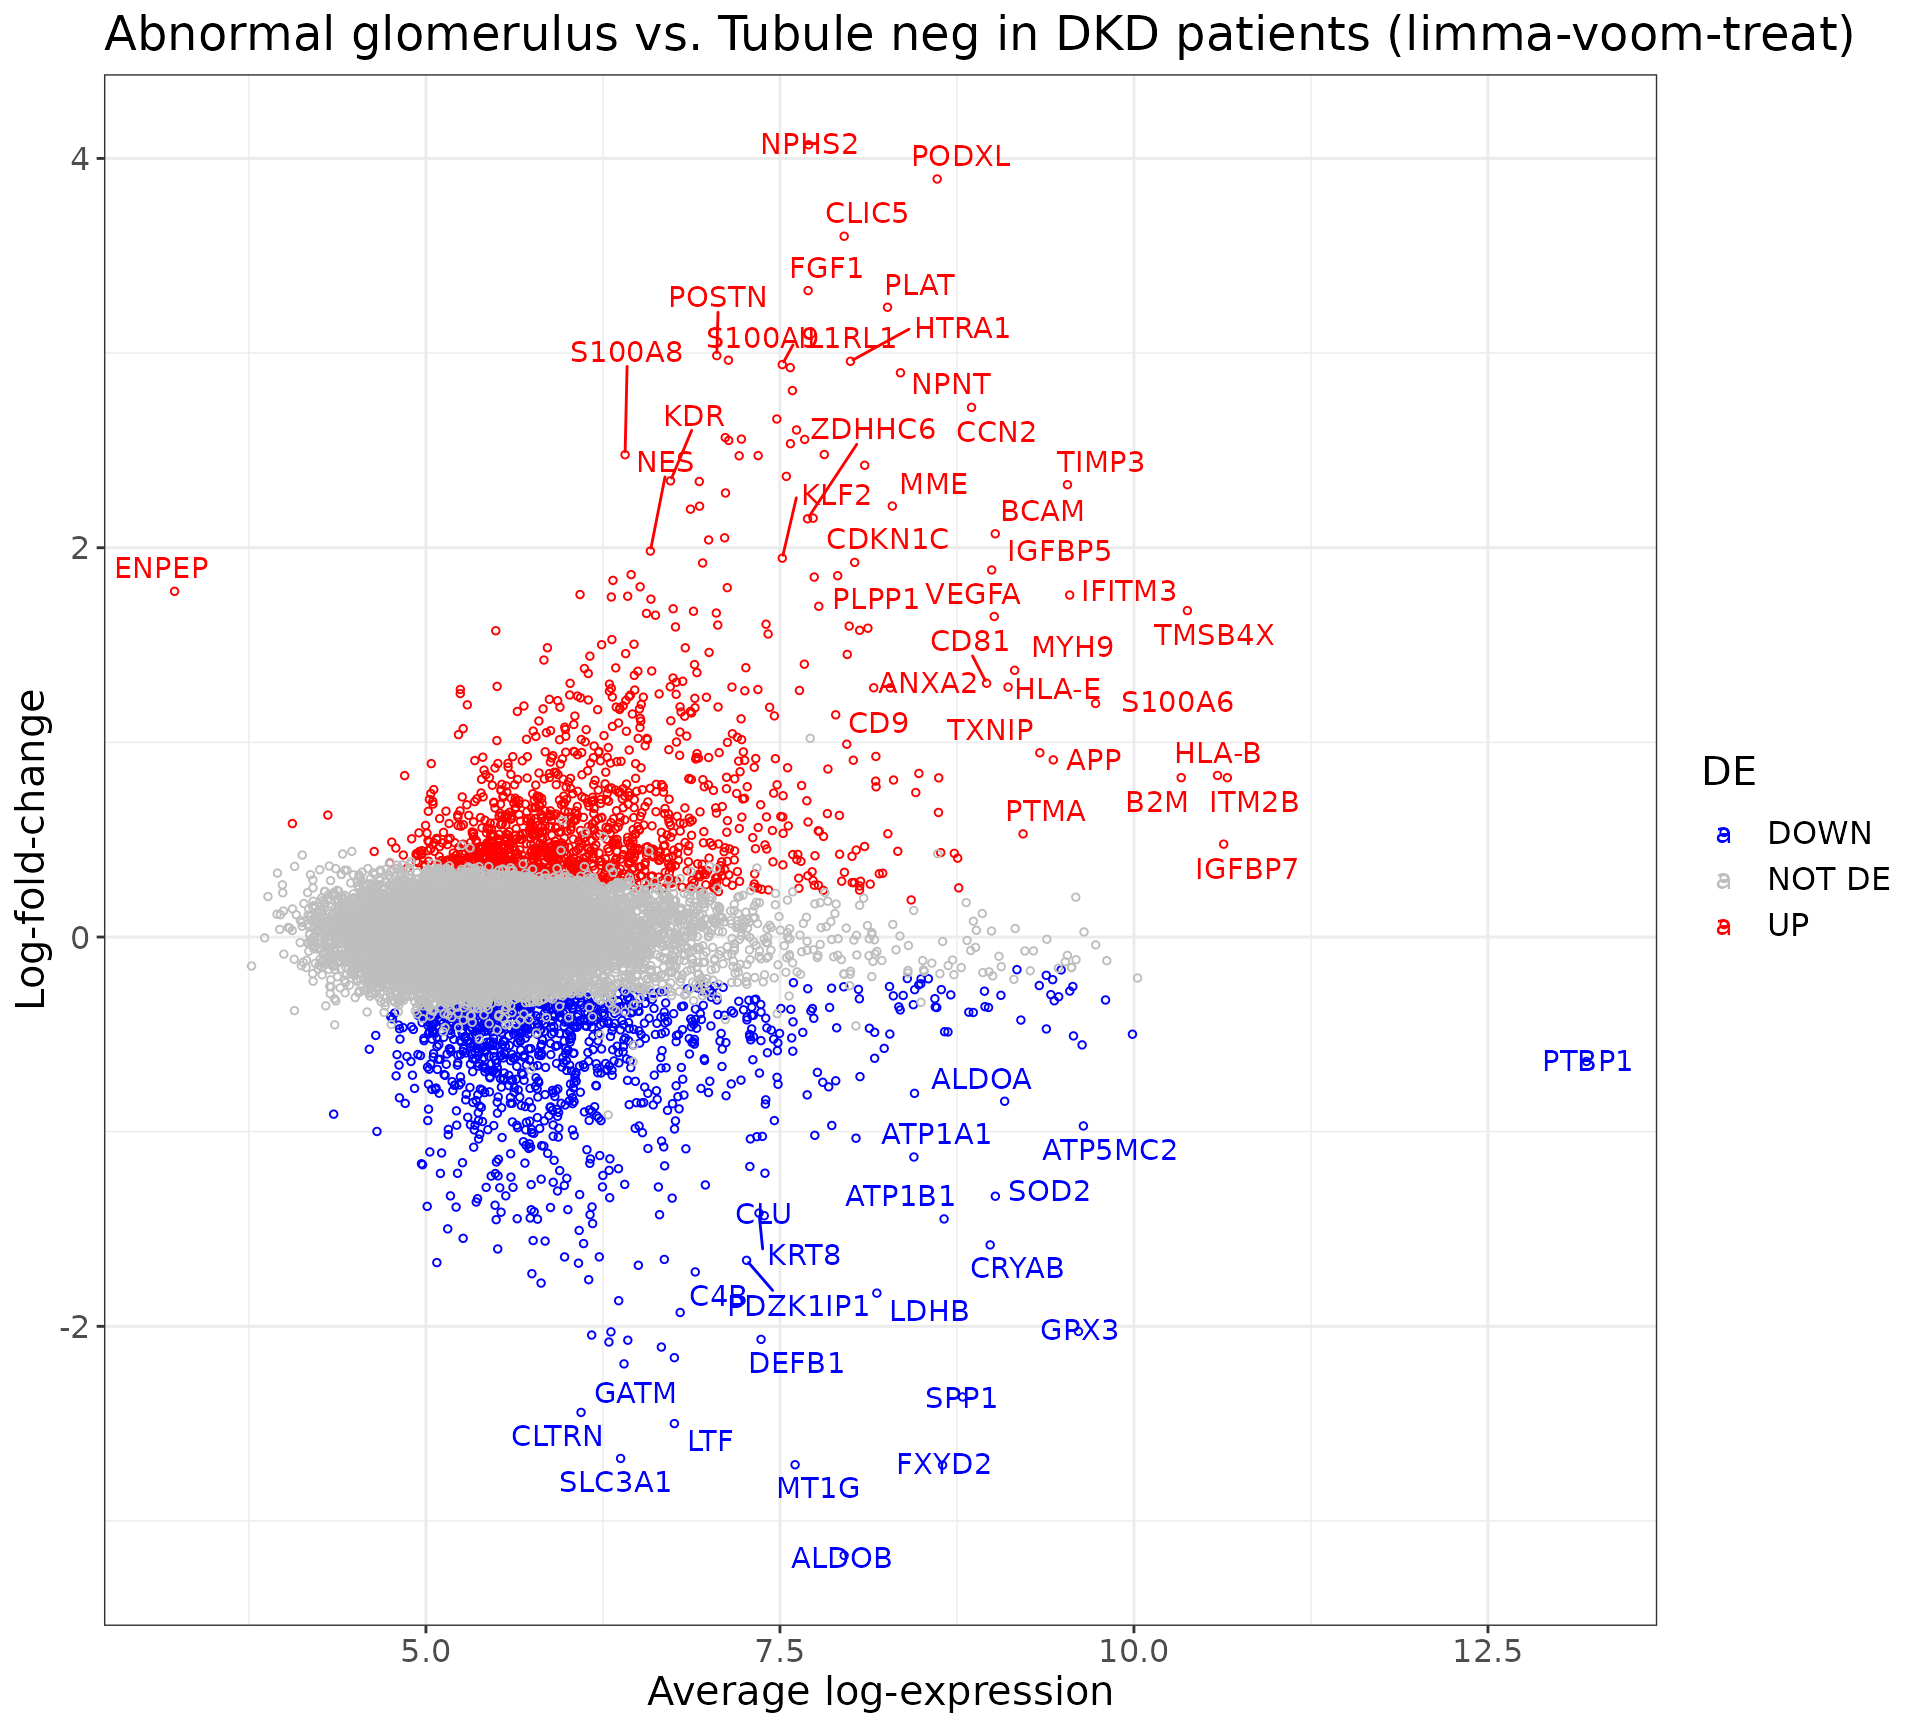 Abnormal glomerulus vs. Tubule neg in DKD patients (limma-voom-treat)
NPHS2
PODXL
CLIC5
FGF1
PLAT
POSTN
HTRA1
S100A9
IL1RL1
S100A8
NPNT
KDR
ZDHHC6
CCN2
NES
TIMP3
MME
KLF2
BCAM
CDKN1C
IGFBP5
ENPEP
IFITM3
VEGFA
PLPP1
TMSB4X
CD81
MYH9
ANXA2
HLA-E
S100A6
CD9
TXNIP
HLA-B
APP
B2M
ITM2B
PTMA
IGFBP7
PTBP1
ALDOA
ATP1A1
ATP5MC2
SOD2
ATP1B1
CLU
KRT8
CRYAB
C4B
PDZK1IP1
LDHB
GPX3
DEFB1
GATM
SPP1
CLTRN
LTF
FXYD2
SLC3A1
MT1G
ALDOB
4
2
0
-2
Log-fold-change
5.0
7.5
10.0
12.5
Average log-expression
DE
a DOWN
a NOT DE
a UP